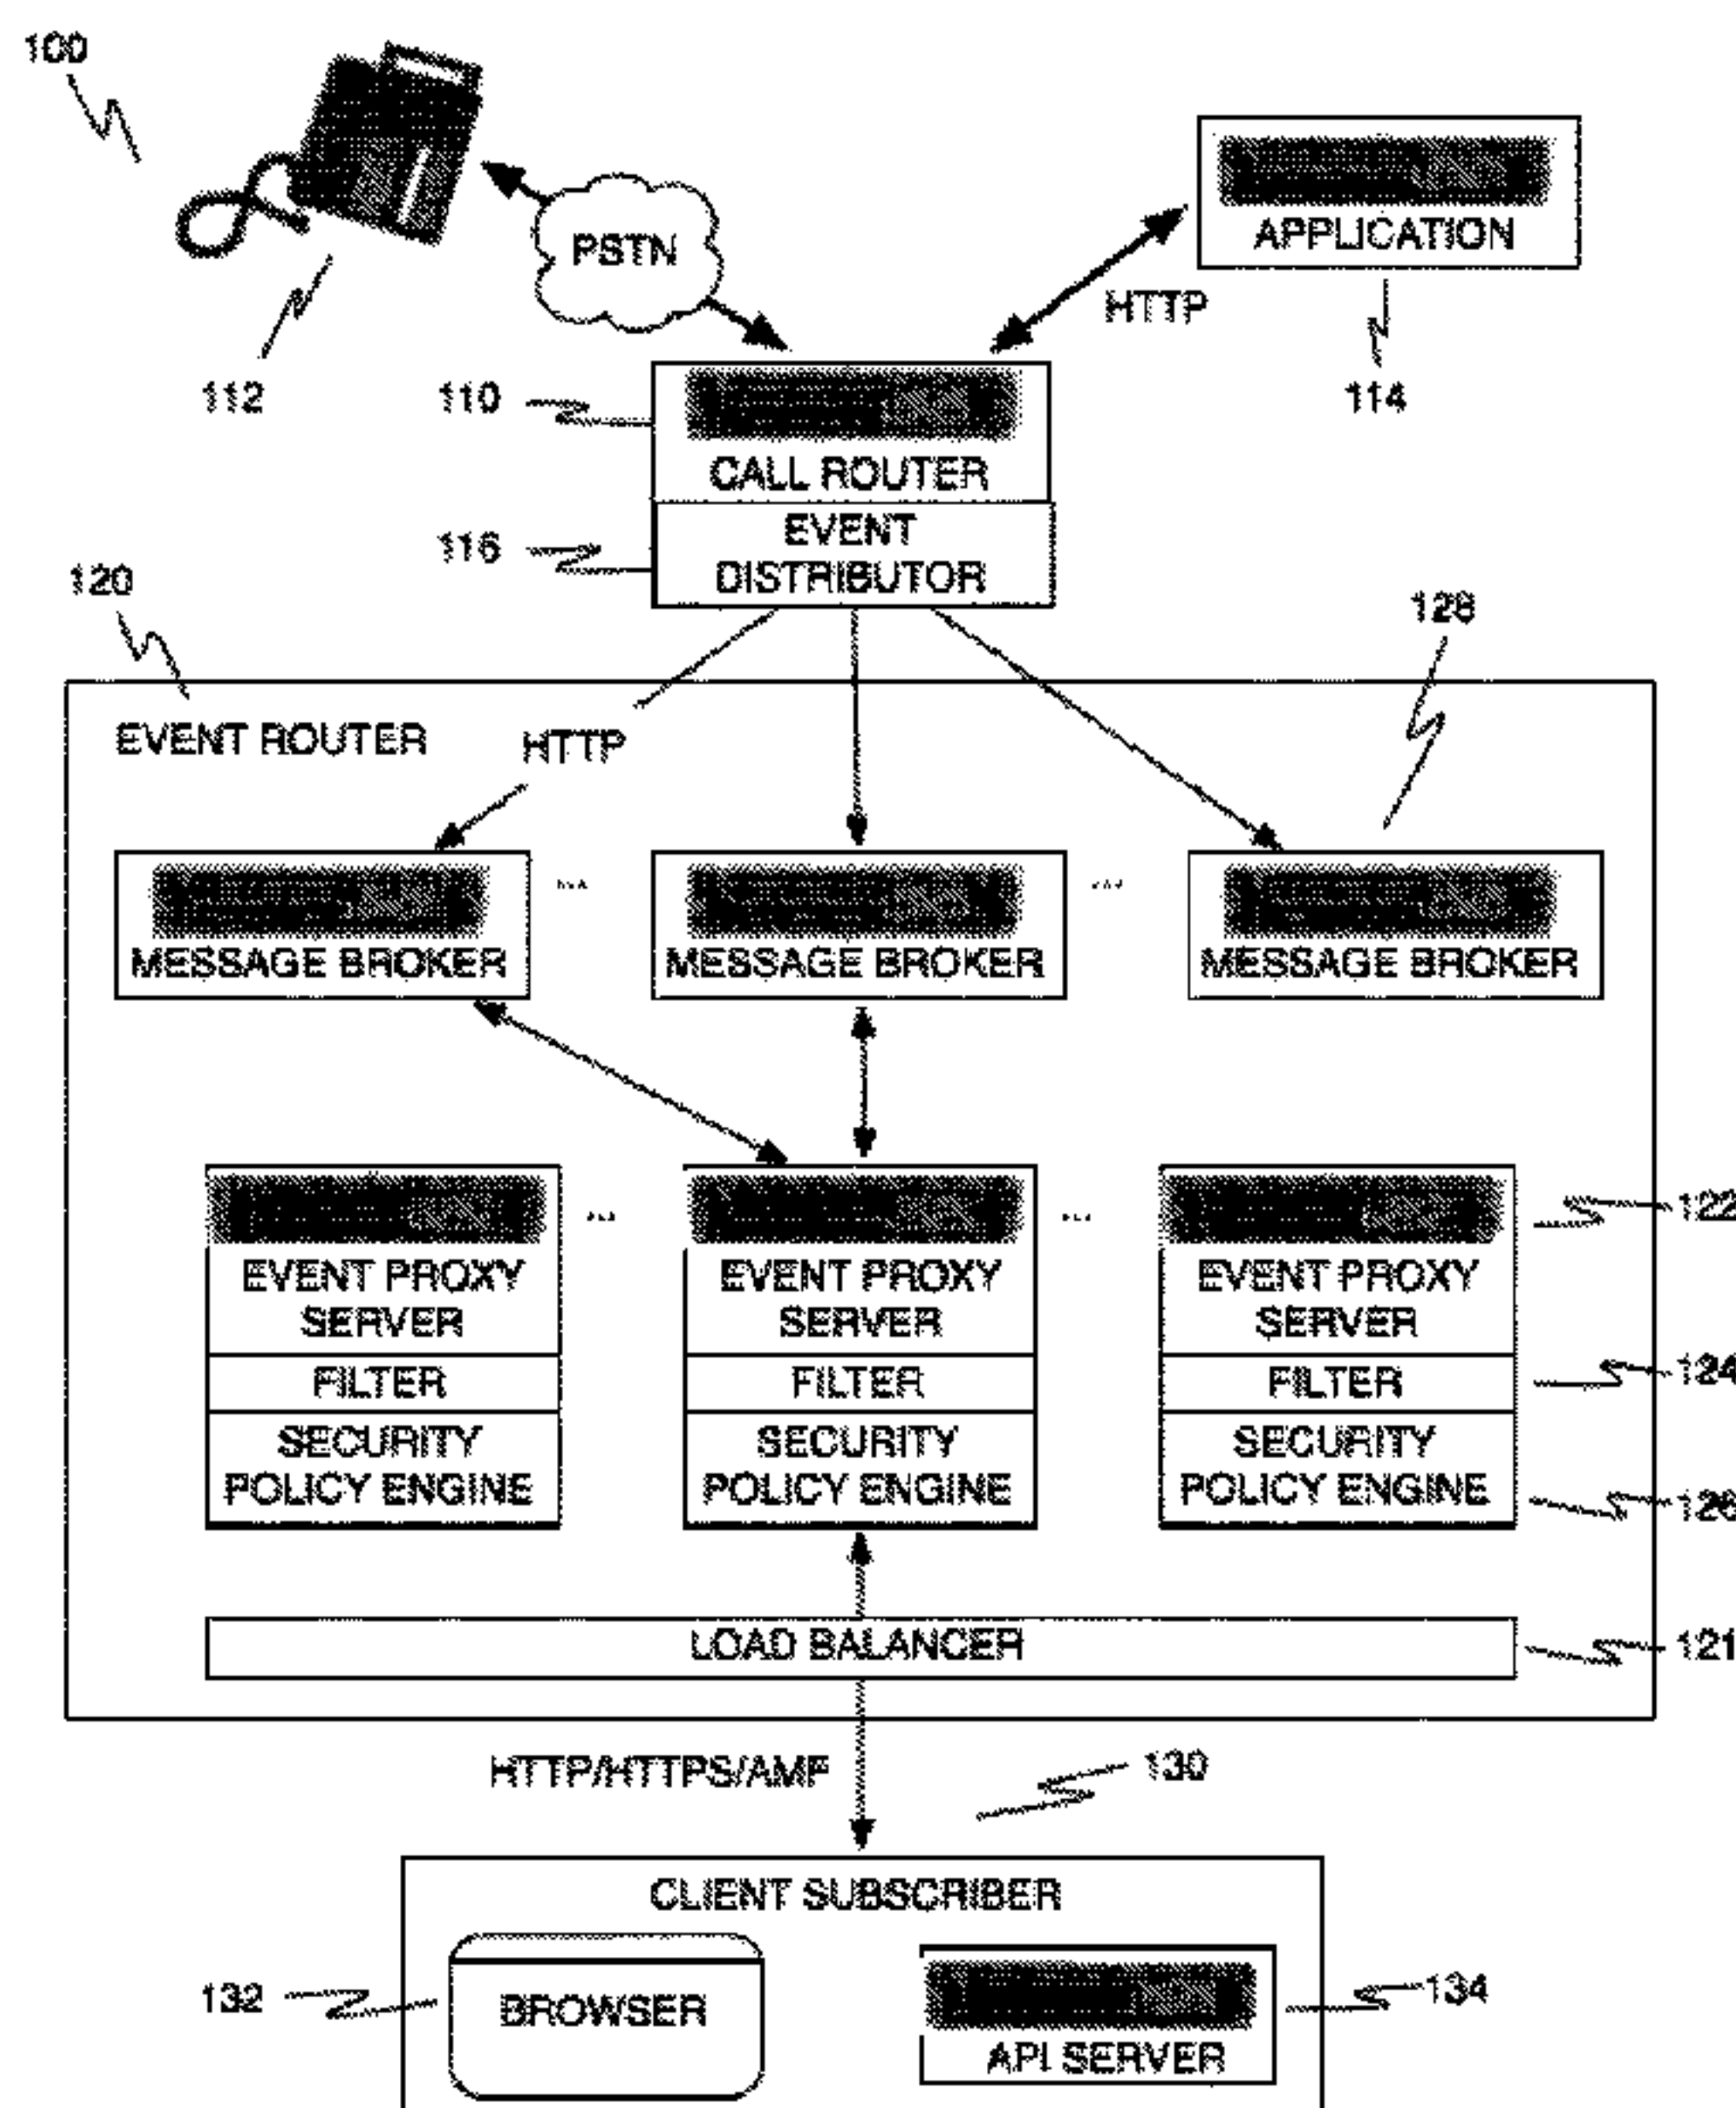 100
PSTN
APPLICATION
HTTP
112
110
114
CALL ROUTER
116
EVENT
DISTRIBUTOR
120
128
EVENT ROUTER
HTTP
...
...
MESSAGE BROKER
MESSAGE BROKER
MESSAGE BROKER
...
...
122
EVENT PROXY
SERVER
EVENT PROXY
SERVER
EVENT PROXY
SERVER
FILTER
FILTER
FILTER
124
SECURITY
POLICY ENGINE
SECURITY
POLICY ENGINE
SECURITY
POLICY ENGINE
126
LOAD BALANCER
121
HTTP/HTTPS/AMF
130
CLIENT SUBSCRIBER
132
BROWSER
134
API SERVER